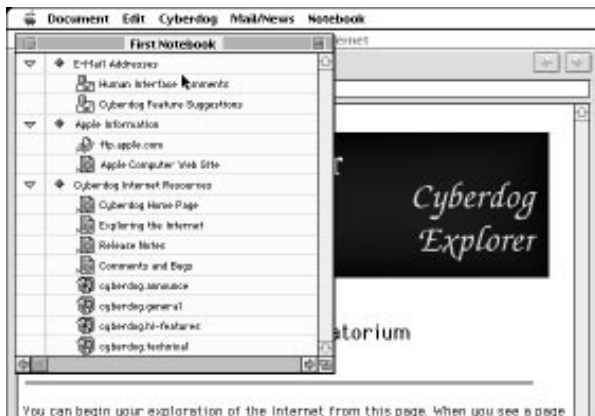 Document Edit Cyberdog Mail/News Notebook
First Notebook
ernet
E-Mail Addresses
Human Interface Comments
Cyberdog Feature Suggestions
Apple Information
ftp.apple.com
Apple Computer Web Site
Cyberdog Internet Resources
Cyberdog Home Page
Exploring the Internet
Release Notes
Comments and Bugs
cyberdog.announce
cyberdog.general
cyberdog.hi-features
cyberdog.technical
r
Cyberdog
Explorer
atorium
You can begin your exploration of the Internet from this page. When you see a page